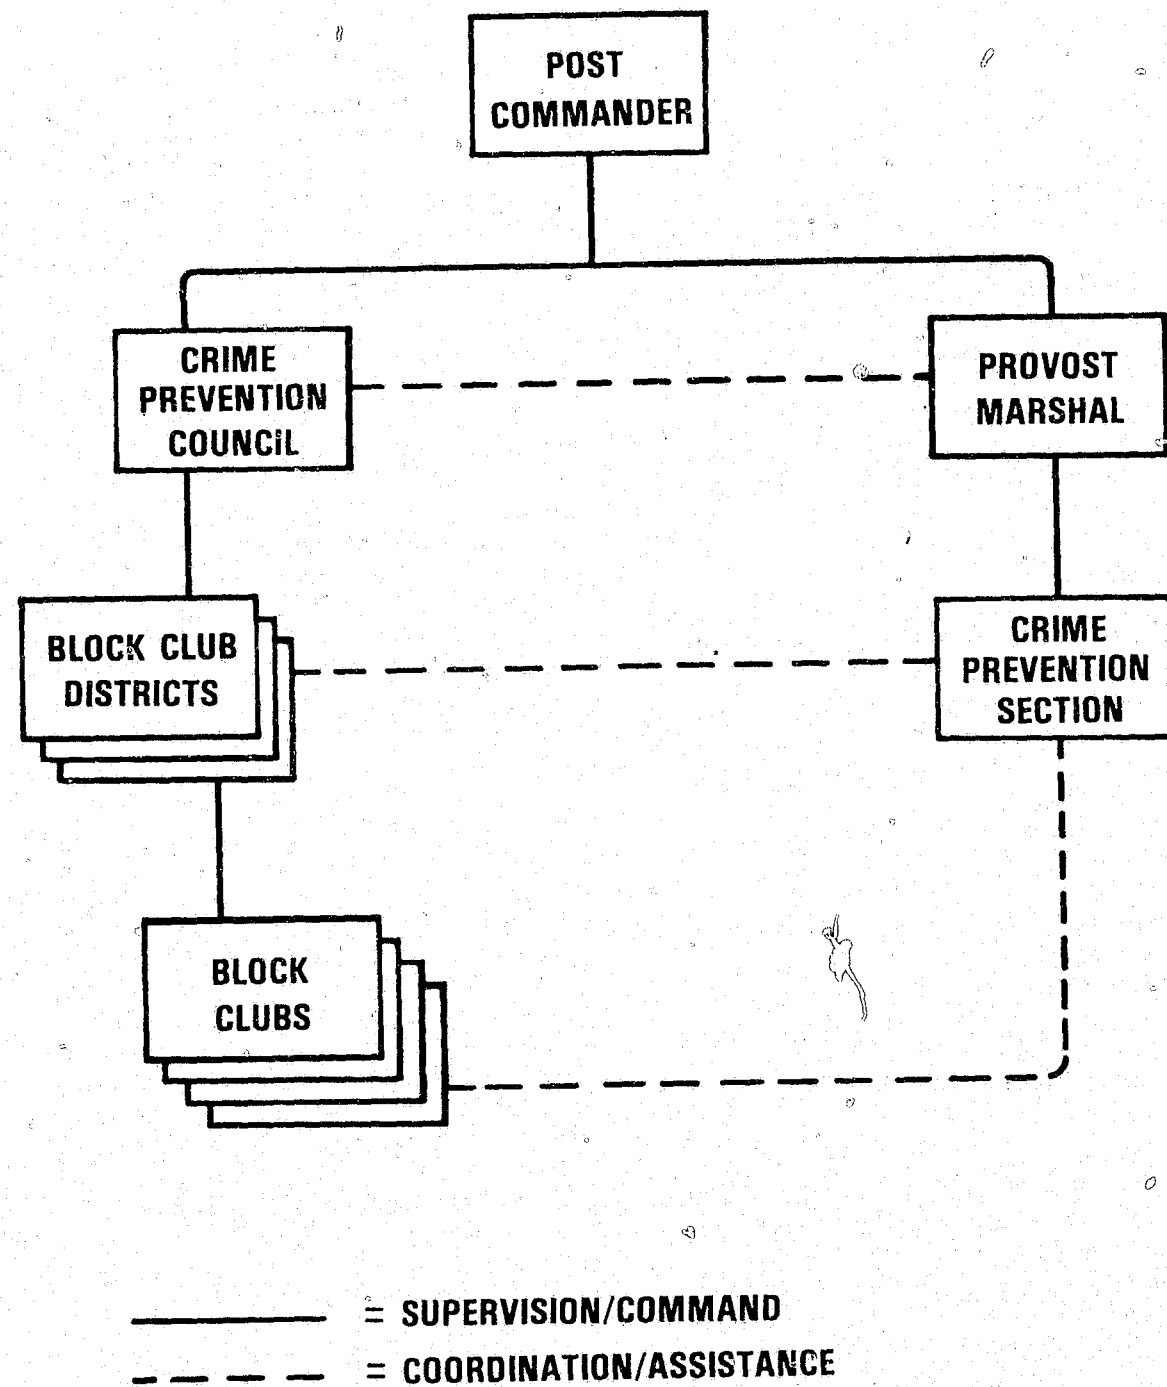 POST
COMMANDER
CRIME
PREVENTION
COUNCIL
PROVOST
MARSHAL
BLOCK CLUB
DISTRICTS
CRIME
PREVENTION
SECTION
BLOCK
CLUBS
= SUPERVISION/COMMAND
= COORDINATION/ASSISTANCE